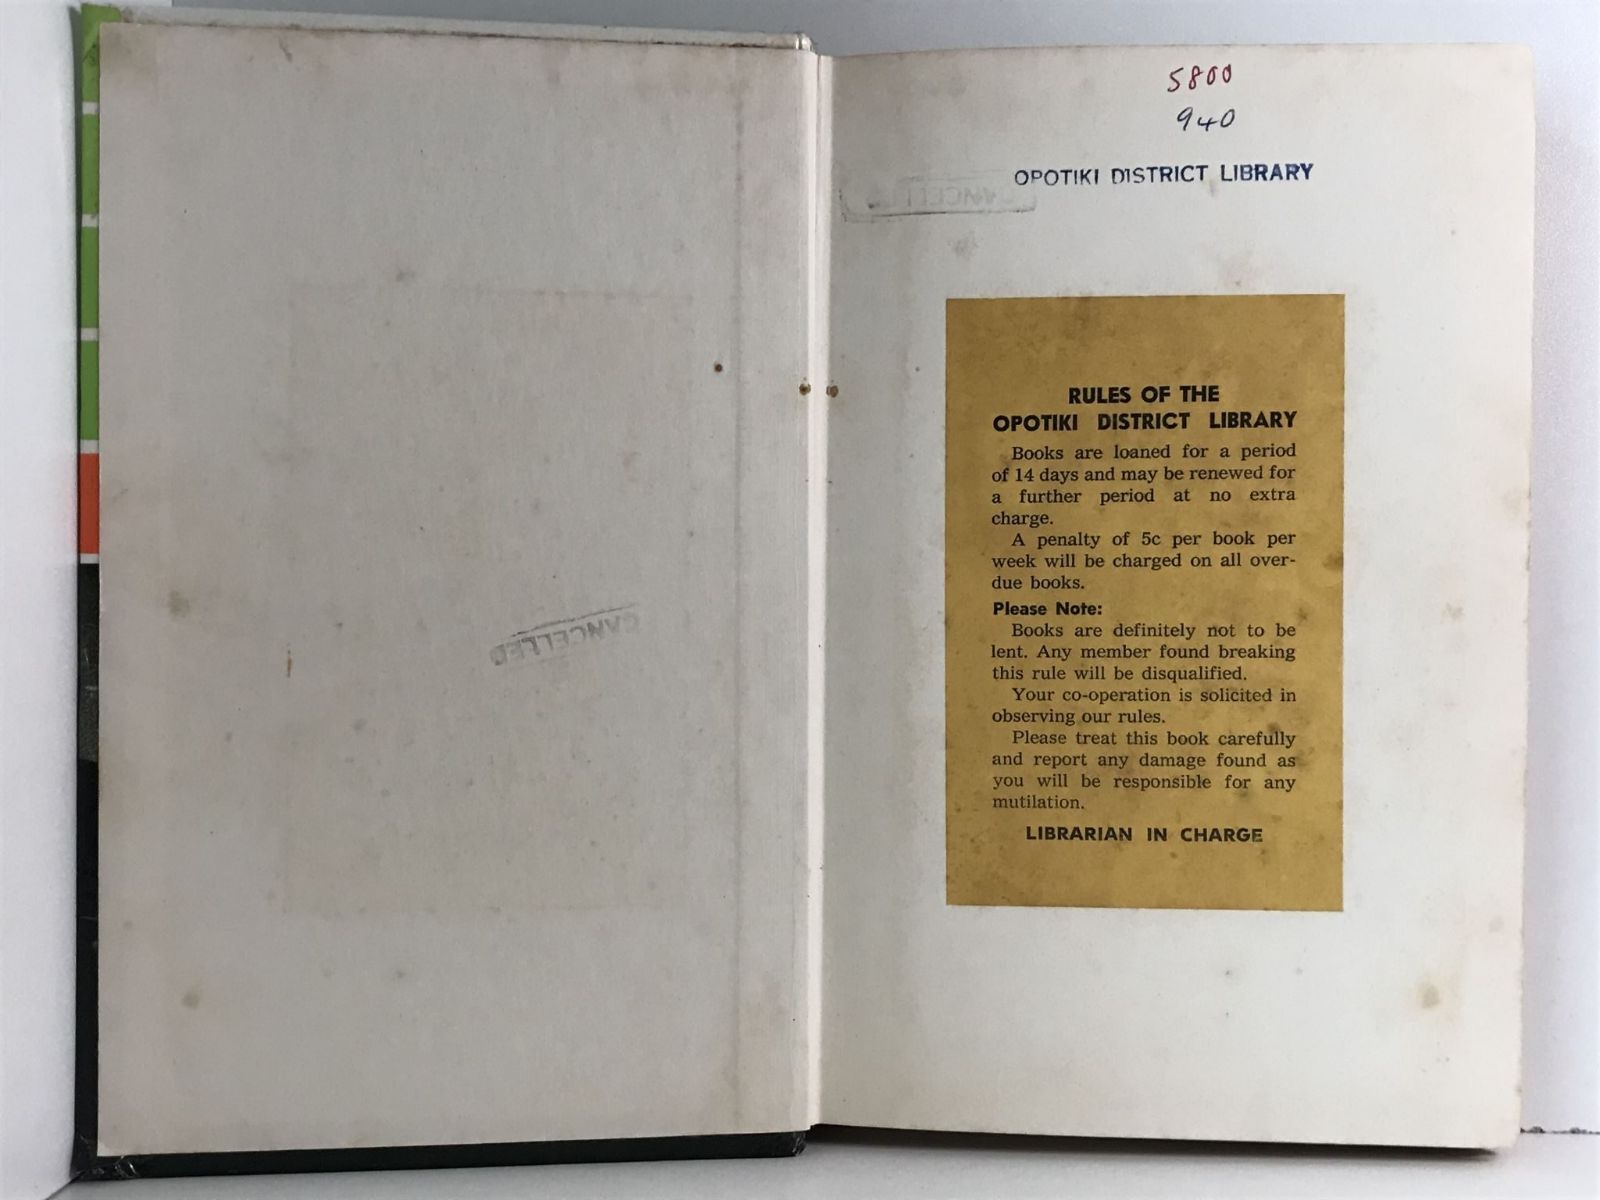 5800
940
OPOTIKI DISTRICT LIBRARY
CANCELLED
RULES OF THE
OPOTIKI DISTRICT LIBRARY
Books are loaned for a period
of 14 days and may be renewed for
a further period at no extra
charge.
A penalty of 5c per book per
week will be charged on all over-
due books.
Please Note:
Books are definitely not to be
lent. Any member found breaking
this rule will be disqualified.
Your co-operation is solicited in
observing our rules.
Please treat this book carefully
and report any damage found as
you will be responsible for any
mutilation.
LIBRARIAN IN CHARGE
CANCELLED